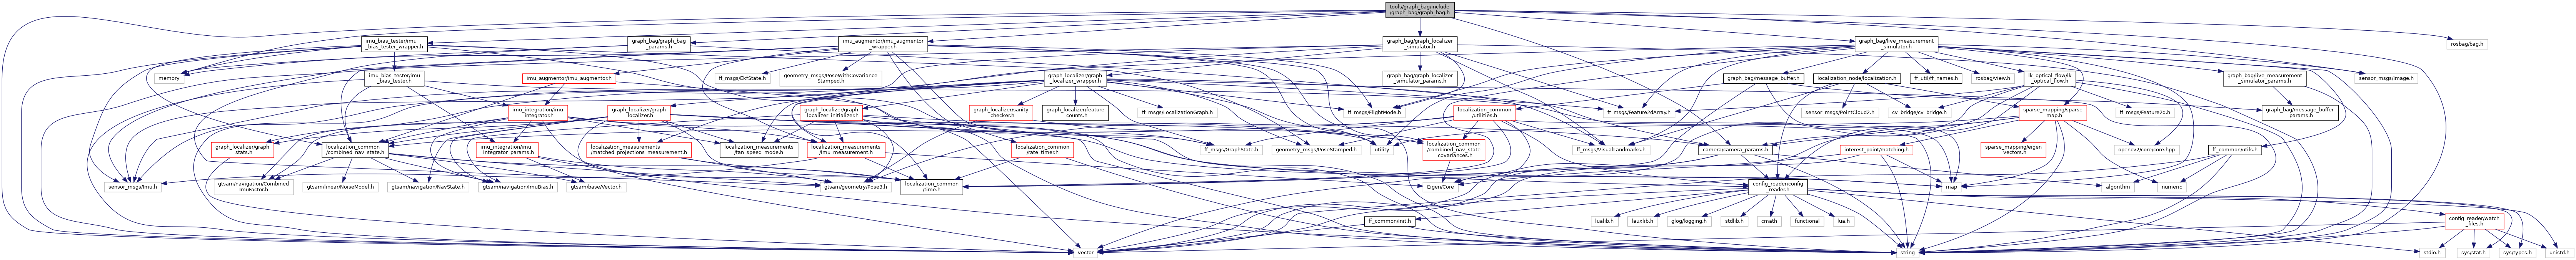 tools/graph_bag/include
/graph_bag/graph_bag.h
imu_bias_tester/imu
_bias_tester_wrapper.h
graph_bag/graph_bag
_params.h
imu_augmentor/imu_augmentor
_wrapper.h
graph_bag/graph_localizer
_simulator.h
graph_bag/live_measurement
_simulator.h
rosbag/bag.h
memory
imu_bias_tester/imu
_bias_tester.h
imu_augmentor/imu_augmentor.h
ff_msgs/EkfState.h
geometry_msgs/PoseWithCovariance
Stamped.h
graph_localizer/graph
_localizer_wrapper.h
graph_bag/graph_localizer
_simulator_params.h
graph_bag/message_buffer.h
localization_node/localization.h
ff_util/ff_names.h
rosbag/view.h
lk_optical_flow/lk
_optical_flow.h
graph_bag/live_measurement
_simulator_params.h
sensor_msgs/Image.h
imu_integration/imu
_integrator.h
graph_localizer/graph
_localizer.h
graph_localizer/graph
_localizer_initializer.h
graph_localizer/sanity
_checker.h
graph_localizer/feature
_counts.h
ff_msgs/LocalizationGraph.h
localization_common
/utilities.h
ff_msgs/FlightMode.h
ff_msgs/Feature2dArray.h
sensor_msgs/PointCloud2.h
cv_bridge/cv_bridge.h
sparse_mapping/sparse
_map.h
ff_msgs/Feature2d.h
graph_bag/message_buffer
_params.h
graph_localizer/graph
_stats.h
localization_common
/combined_nav_state.h
imu_integration/imu
_integrator_params.h
localization_measurements
/matched_projections_measurement.h
localization_measurements
/fan_speed_mode.h
localization_measurements
/imu_measurement.h
localization_common
/rate_timer.h
ff_msgs/GraphState.h
geometry_msgs/PoseStamped.h
utility
localization_common
/combined_nav_state
_covariances.h
ff_msgs/VisualLandmarks.h
camera/camera_params.h
interest_point/matching.h
sparse_mapping/eigen
_vectors.h
opencv2/core/core.hpp
ff_common/utils.h
sensor_msgs/Imu.h
gtsam/navigation/Combined
ImuFactor.h
gtsam/linear/NoiseModel.h
gtsam/navigation/NavState.h
gtsam/navigation/ImuBias.h
gtsam/base/Vector.h
gtsam/geometry/Pose3.h
localization_common
/time.h
Eigen/Core
config_reader/config
_reader.h
map
algorithm
numeric
ff_common/init.h
lualib.h
lauxlib.h
glog/logging.h
stdlib.h
cmath
functional
lua.h
config_reader/watch
_files.h
vector
string
stdio.h
sys/stat.h
sys/types.h
unistd.h